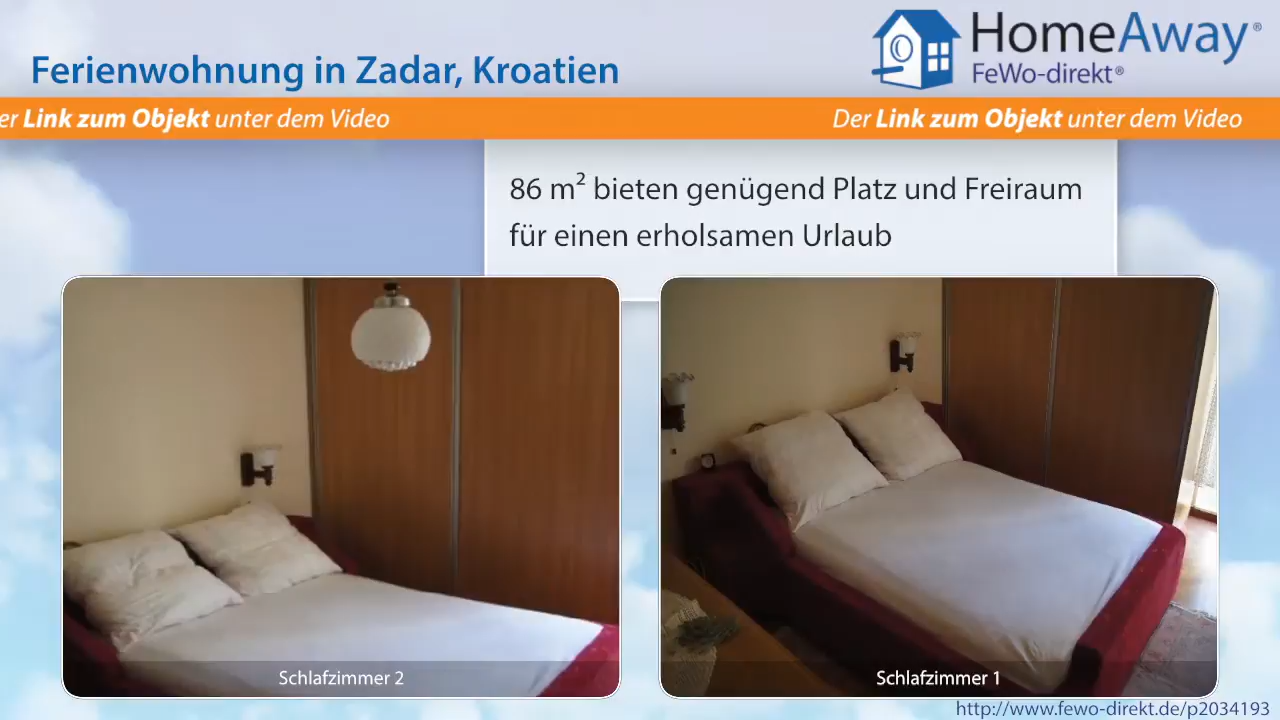 Ferienwohnung in Zadar, Kroatien
HomeAway®
FeWo-direkt®
er Link zum Objekt unter dem Video
Der Link zum Objekt unter dem Video
86 m² bieten genügend Platz und Freiraum
für einen erholsamen Urlaub
Schlafzimmer 2
Schlafzimmer 1
http://www.fewo-direkt.de/p2034193